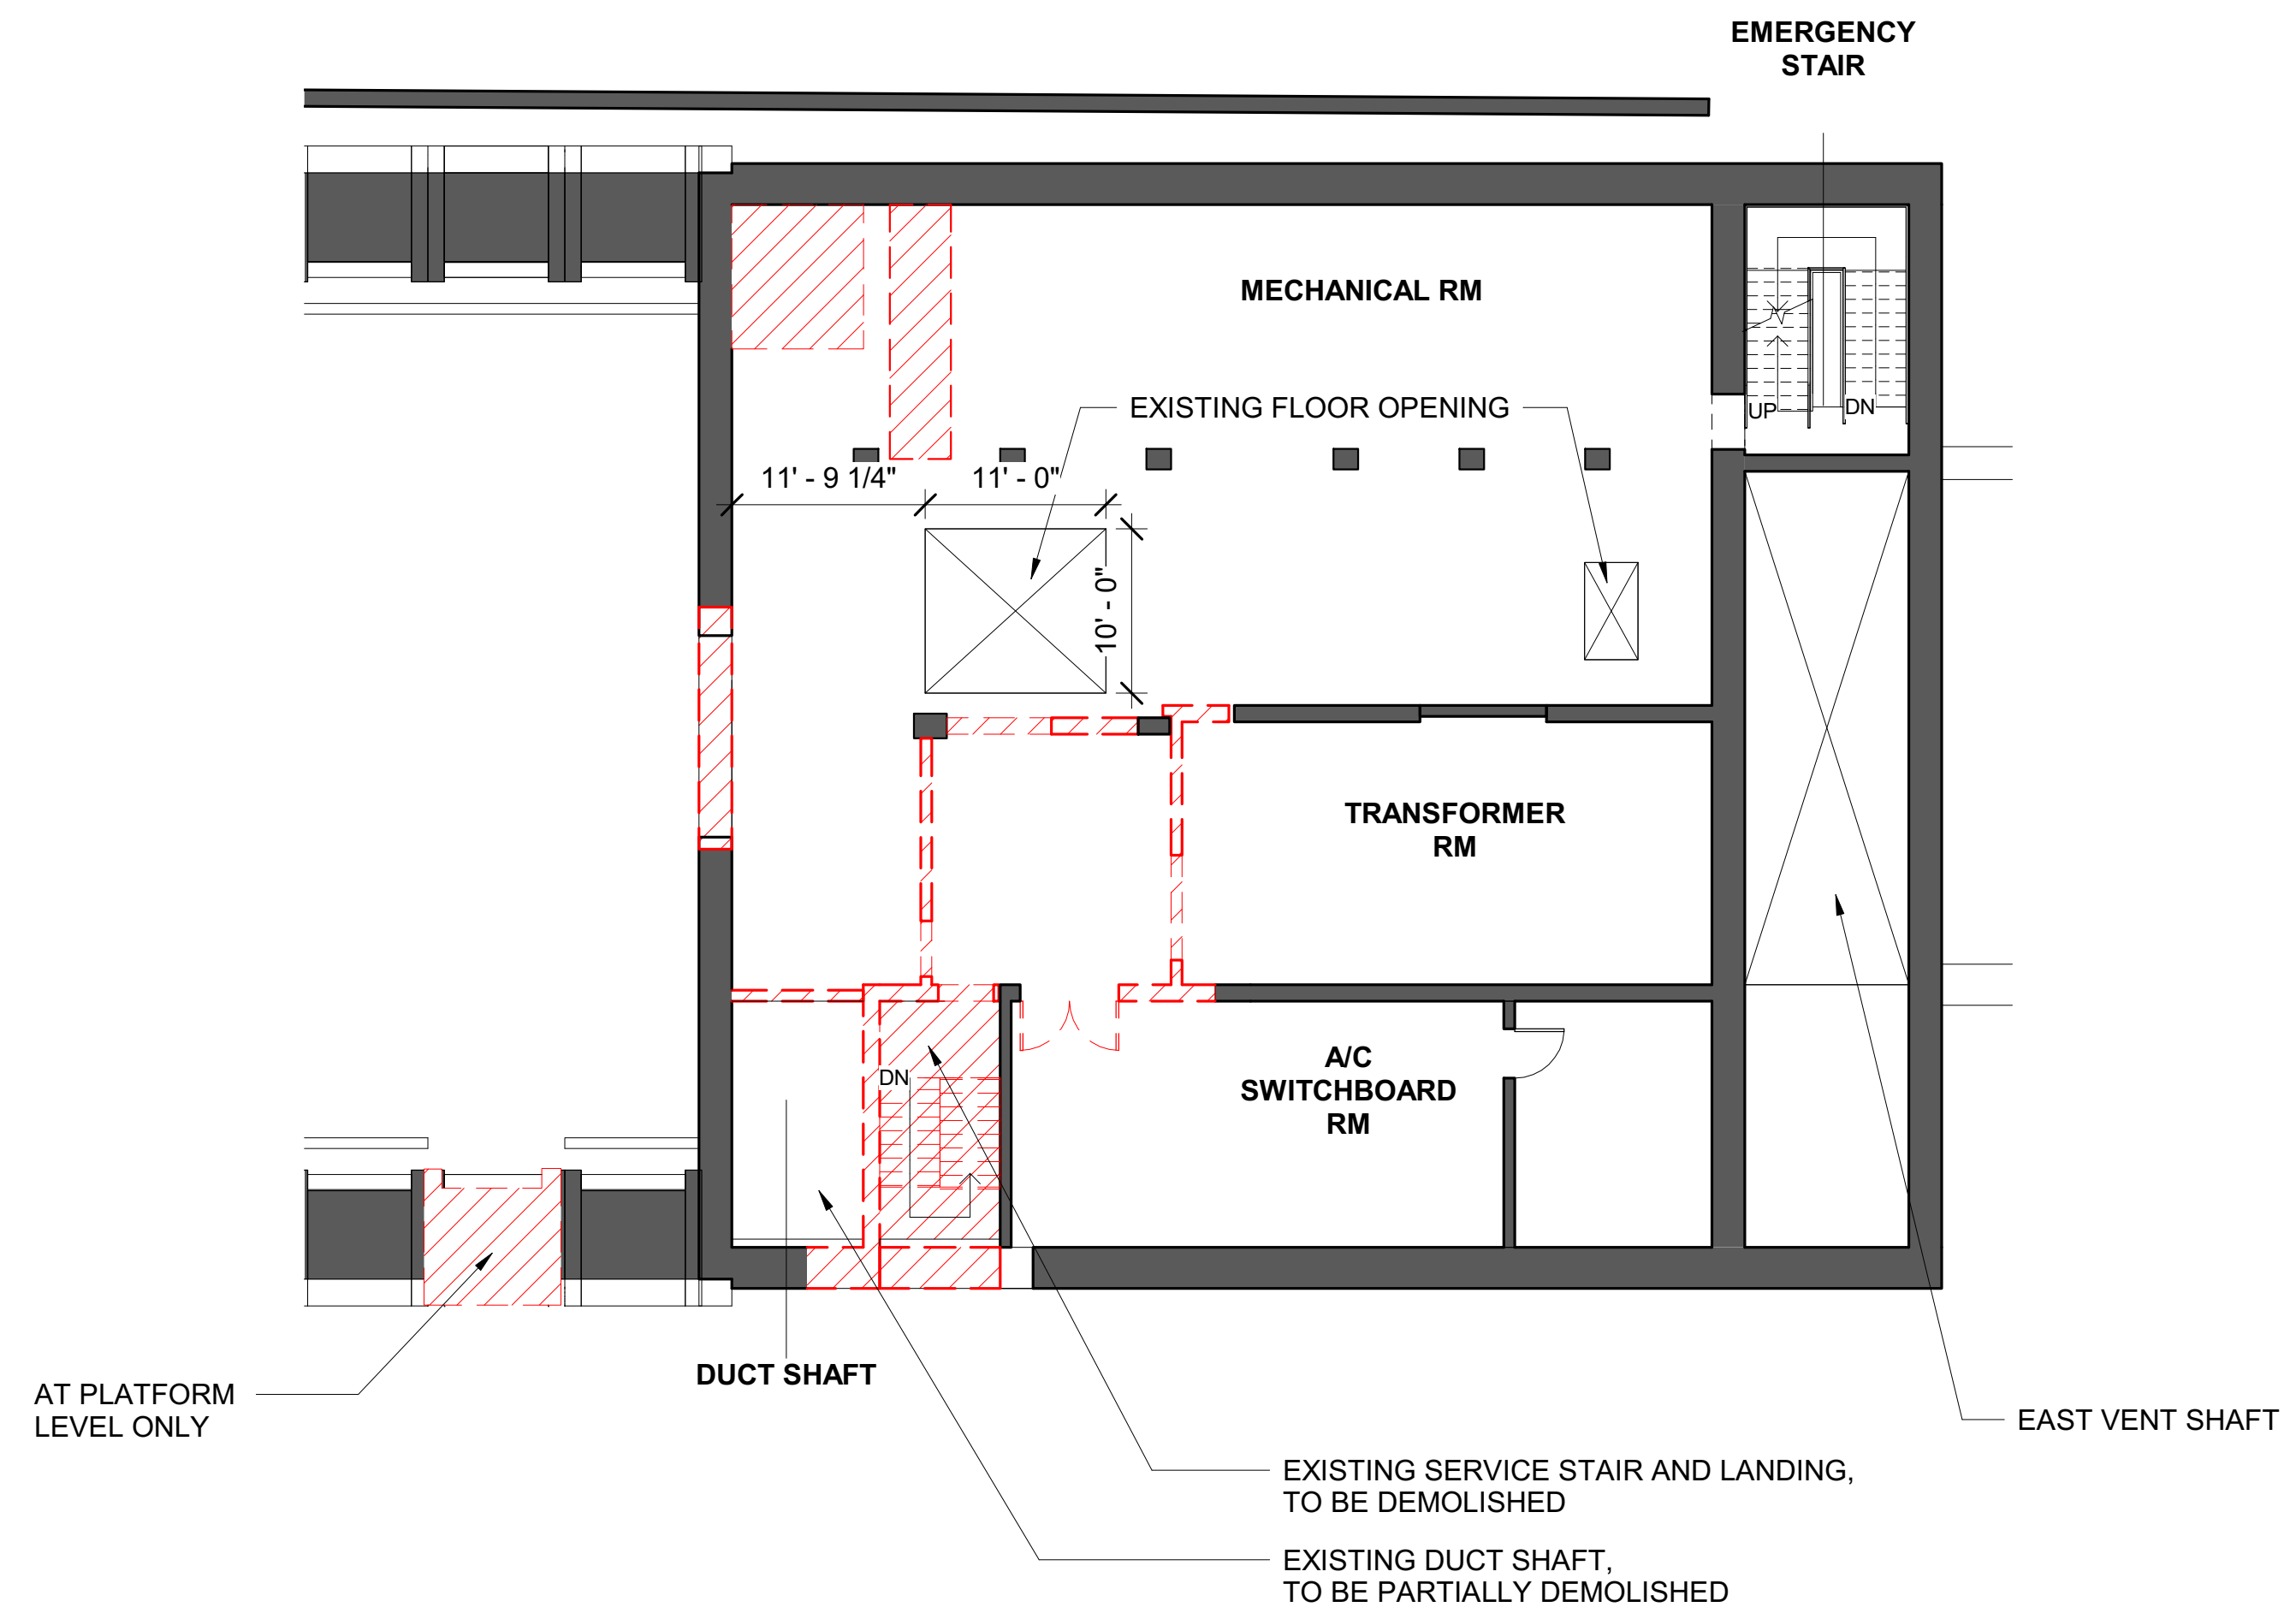 EMERGENCY
STAIR
MECHANICAL RM
EXISTING FLOOR OPENING
UP
DN
11' - 9 1/4"
11' - 0"
10' - 0"
TRANSFORMER
RM
A/C
SWITCHBOARD
RM
DN
DUCT SHAFT
AT PLATFORM
LEVEL ONLY
EAST VENT SHAFT
EXISTING SERVICE STAIR AND LANDING,
TO BE DEMOLISHED
EXISTING DUCT SHAFT,
TO BE PARTIALLY DEMOLISHED